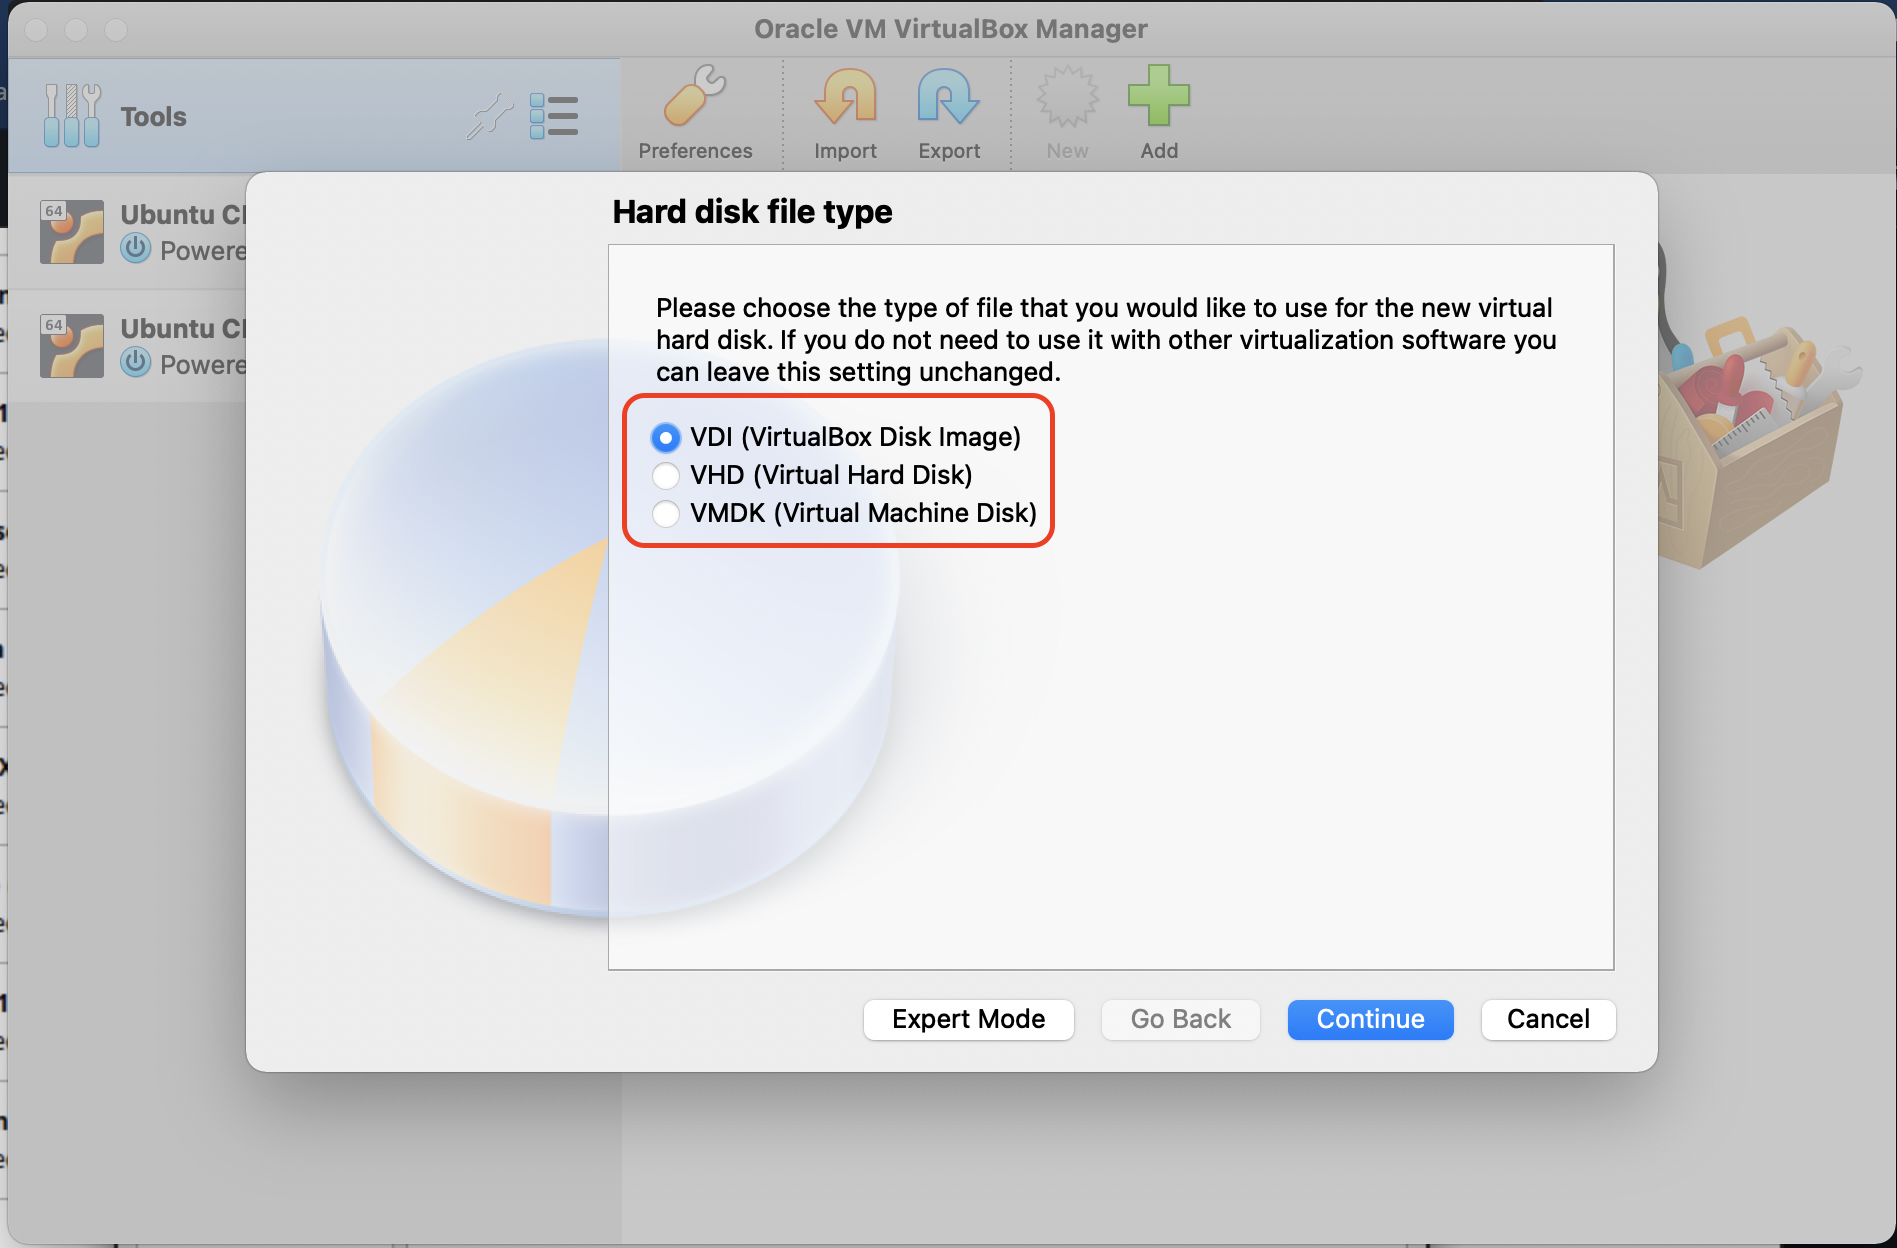 Oracle VM VirtualBox Manager
Tools
Preferences
Import
Export
New
Add
64
Ubuntu
Powere
64
Ubuntu
Powere
Hard disk file type
Please choose the type of file that you would like to use for the new virtual
hard disk. If you do not need to use it with other virtualization software you
can leave this setting unchanged.
VDI (VirtualBox Disk Image)
VHD (Virtual Hard Disk)
VMDK (Virtual Machine Disk)
Expert Mode
Go Back
Continue
Cancel